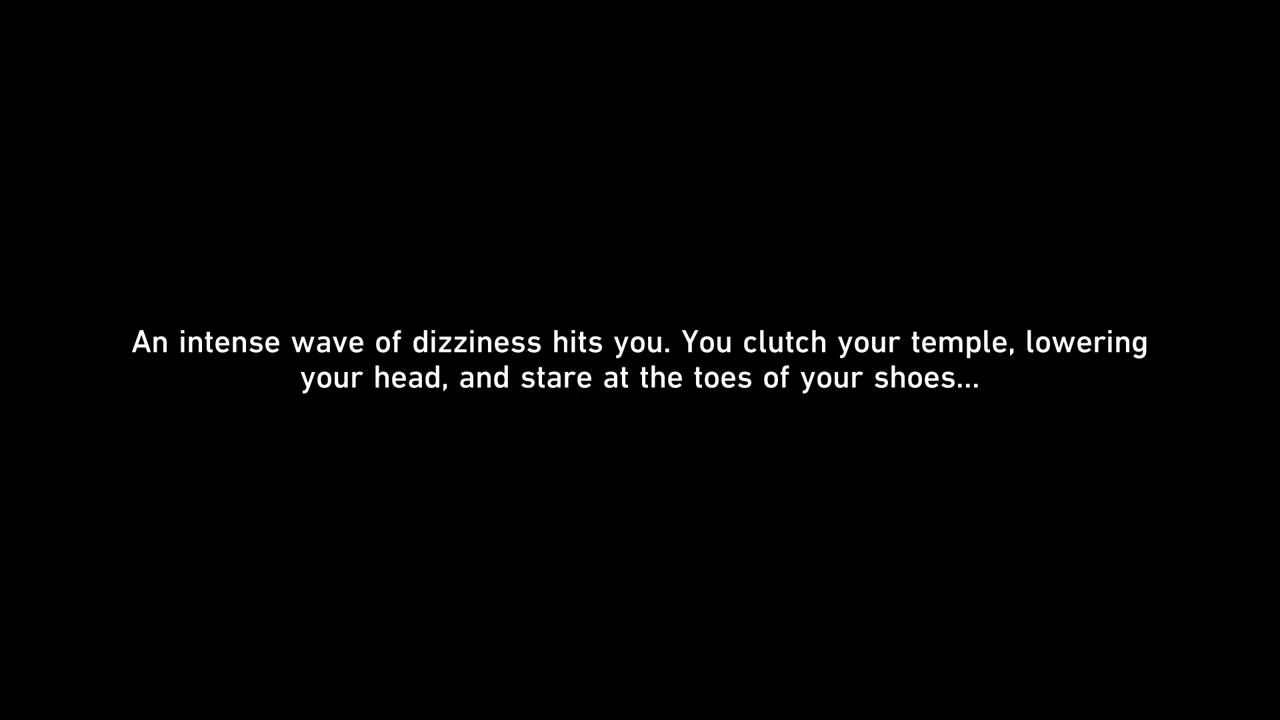 An intense wave of dizziness hits you. You clutch your temple, lowering
your head, and stare at the toes of your shoes...